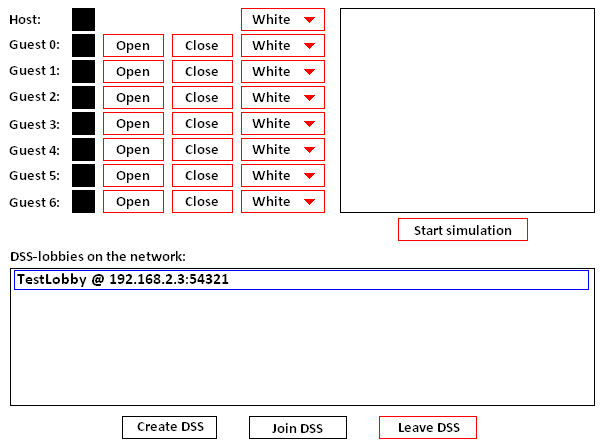 Host: White
Guest 0: Open Close White
Guest 1: Open Close White
Guest 2: Open Close White
Guest 3: Open Close White
Guest 4: Open Close White
Guest 5: Open Close White
Guest 6: Open Close White
Start simulation
DSS-lobbies on the network:
TestLobby @ 192.168.2.3:54321
Create DSS Join DSS Leave DSS